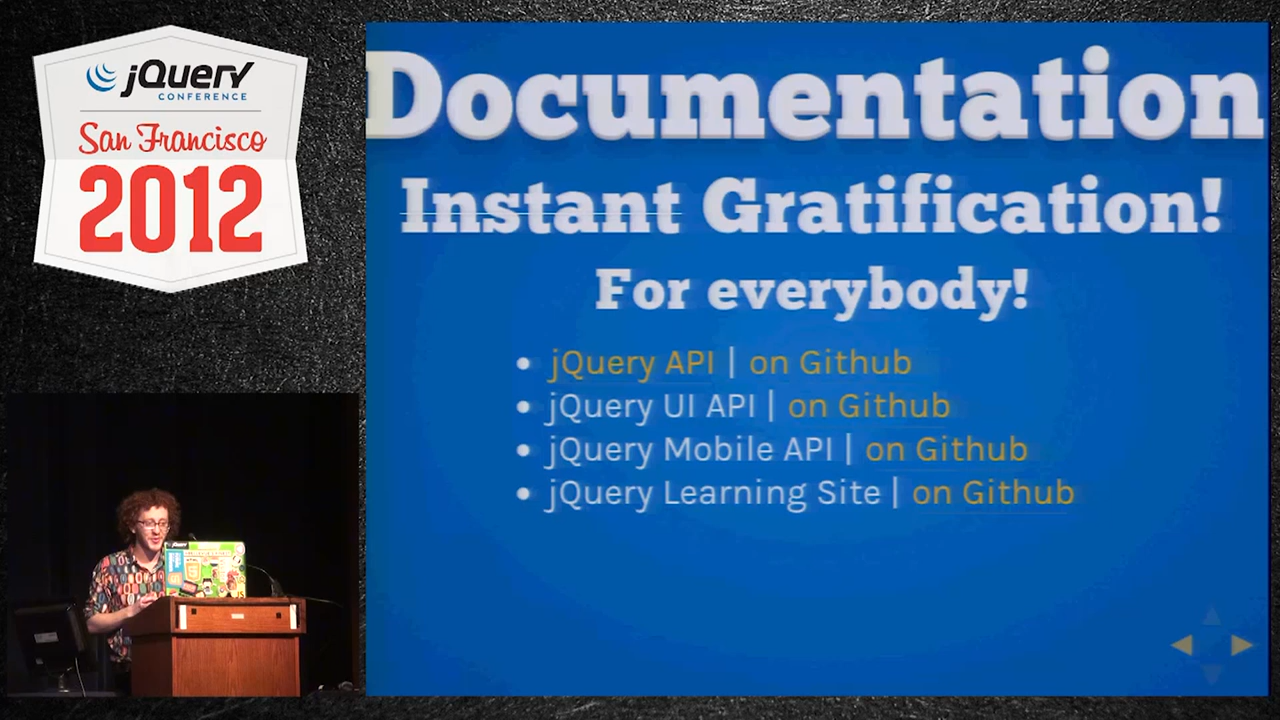 jQuery
CONFERENCE
San Francisco
2012
Documentation
Instant Gratification!
For everybody!
• jQuery API | on Github
• jQuery UI API | on Github
• jQuery Mobile API | on Github
• jQuery Learning Site | on Github